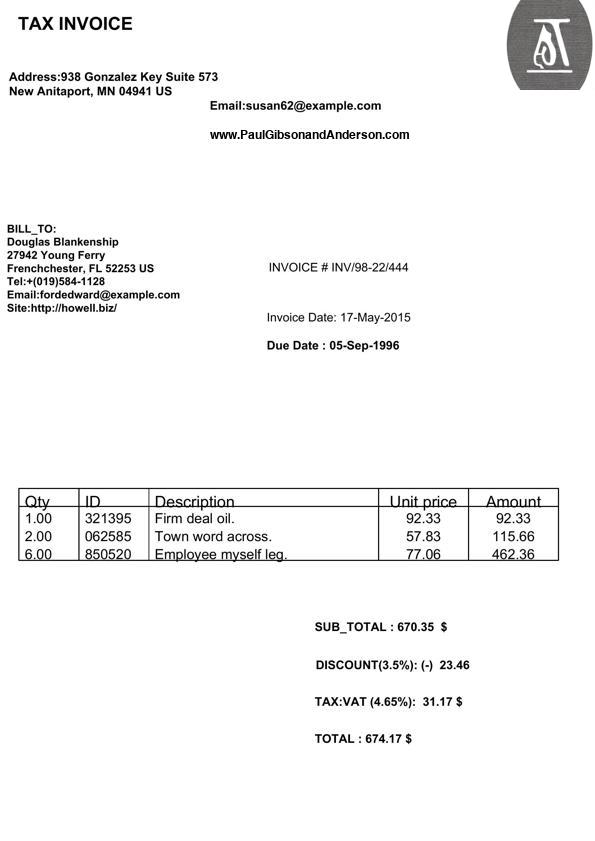 TAX INVOICE
Address:938 Gonzalez Key Suite 573
New Anitaport, MN 04941 US
Email:susan62@example.com
www.PaulGibsonandAnderson.com
BILL_TO:
Douglas Blankenship
27942 Young Ferry
Frenchchester, FL 52253 US
Tel:+(019)584-1128
Email:fordedward@example.com
Site:http://howell.biz/
INVOICE # INV/98-22/444
Invoice Date: 17-May-2015
Due Date : 05-Sep-1996
Qty ID Description Unit price Amount
1.00 321395 Firm deal oil. 92.33 92.33
2.00 062585 Town word across. 57.83 115.66
6.00 850520 Employee myself leg. 77.06 462.36
SUB_TOTAL : 670.35 $
DISCOUNT(3.5%): (-) 23.46
TAX:VAT (4.65%): 31.17 $
TOTAL : 674.17 $